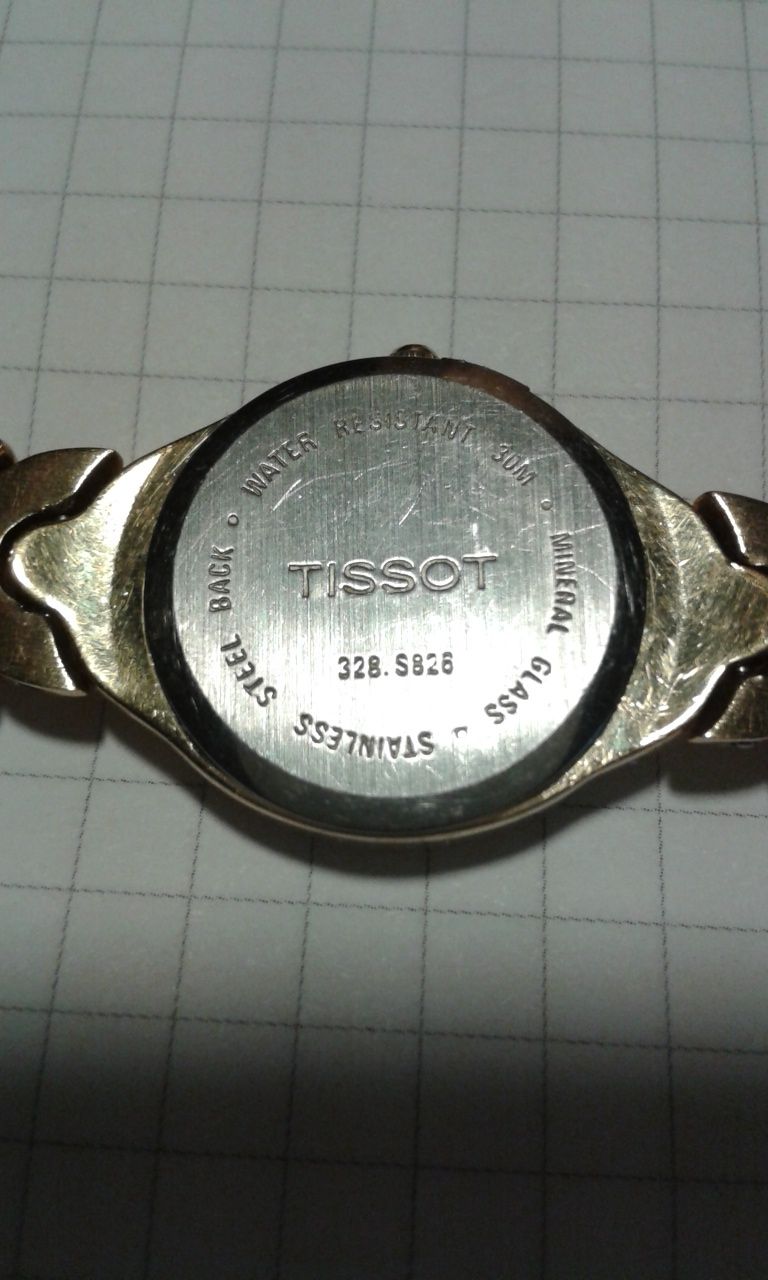 WATER RESISTANT 30M ° MINERAL GLASS ° STAINLESS STEEL BACK °
TISSOT
328.S826